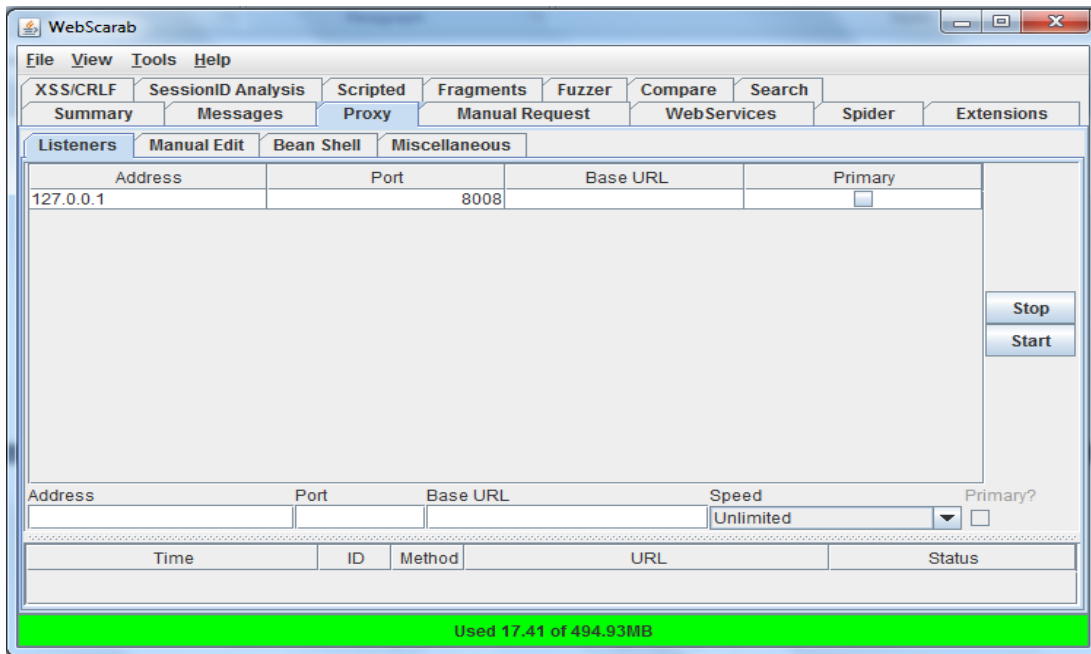 WebScarab
File View Tools Help
XSS/CRLF SessionID Analysis Scripted Fragments Fuzzer Compare Search
Summary Messages Proxy Manual Request WebServices Spider Extensions
Listeners Manual Edit Bean Shell Miscellaneous
Address Port Base URL Primary
127.0.0.1 8008
Stop
Start
Address Port Base URL Speed Primary?
Unlimited
Time ID Method URL Status
Used 17.41 of 494.93MB